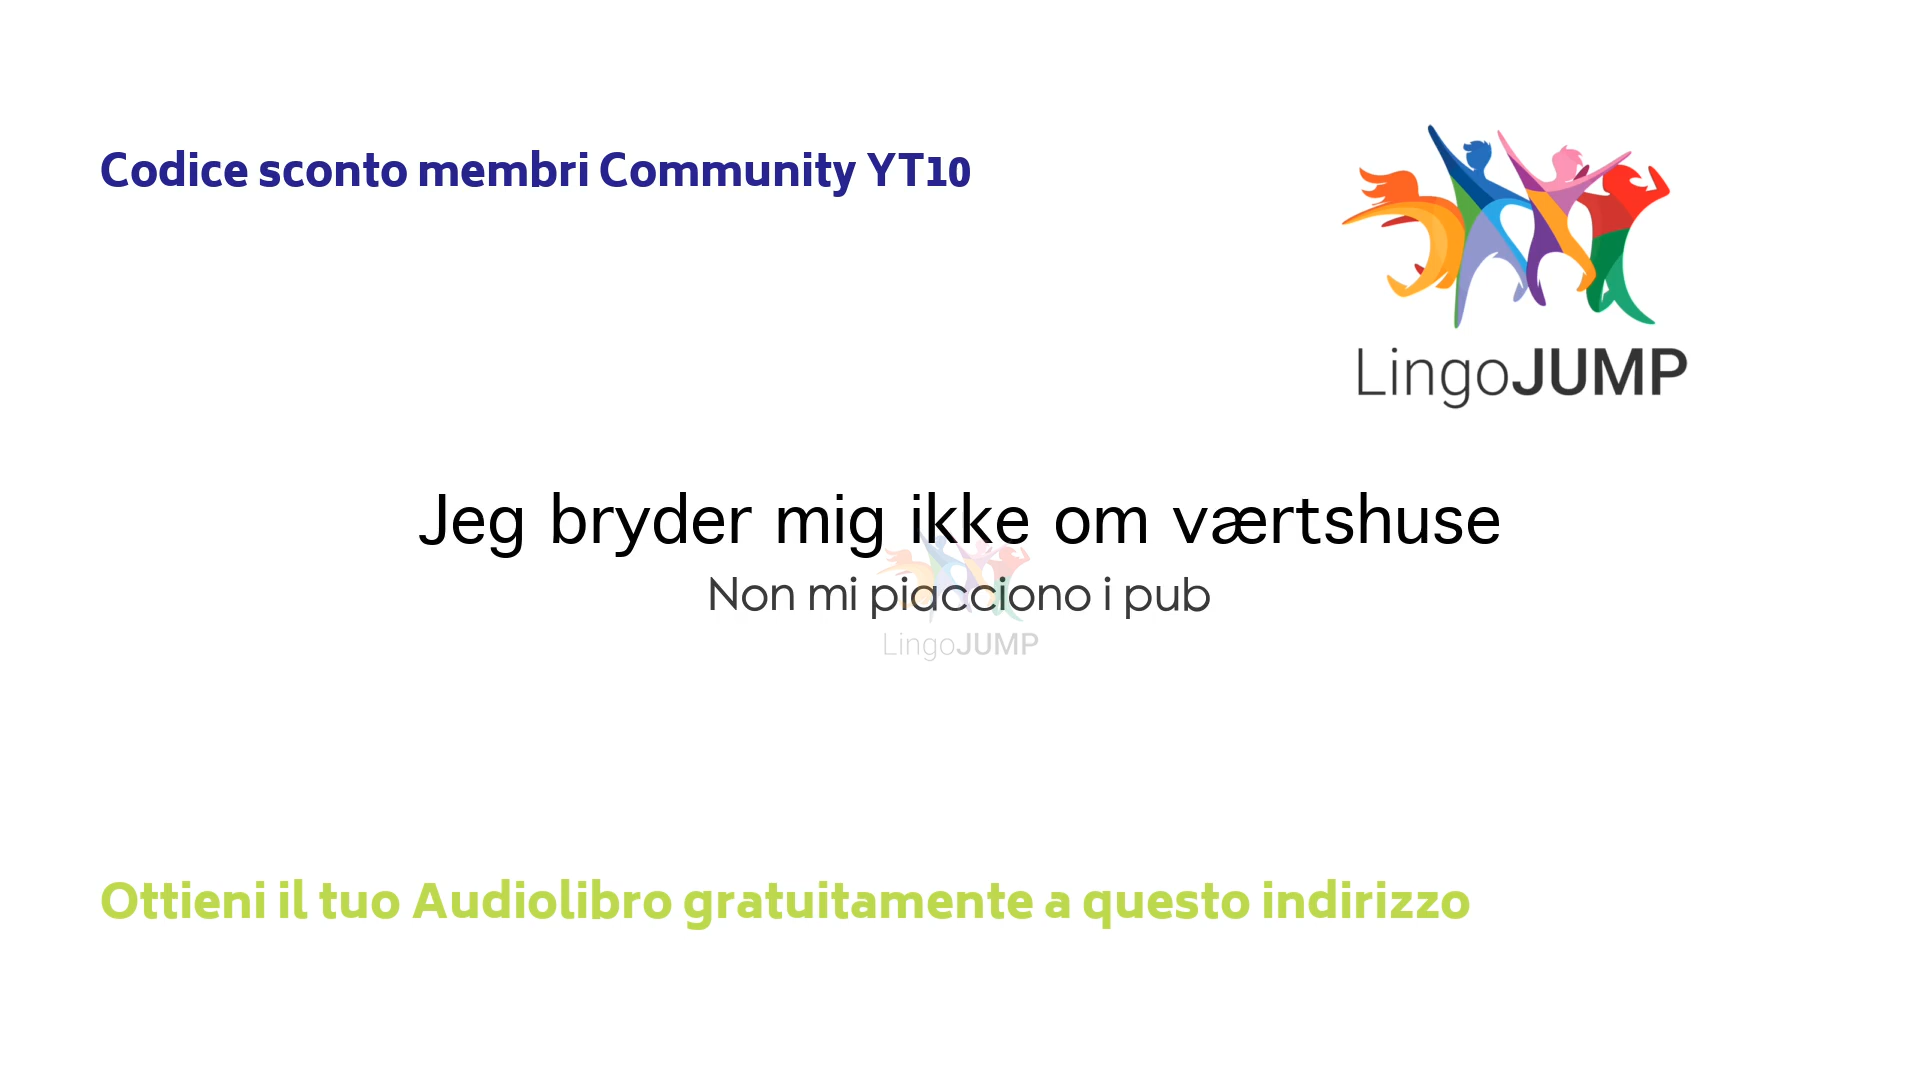 Codice sconto membri Community YT10
LingoJUMP
Jeg bryder mig ikke om værtshuse
Non mi piacciono i pub
LingoJUMP
Ottieni il tuo Audiolibro gratuitamente a questo indirizzo